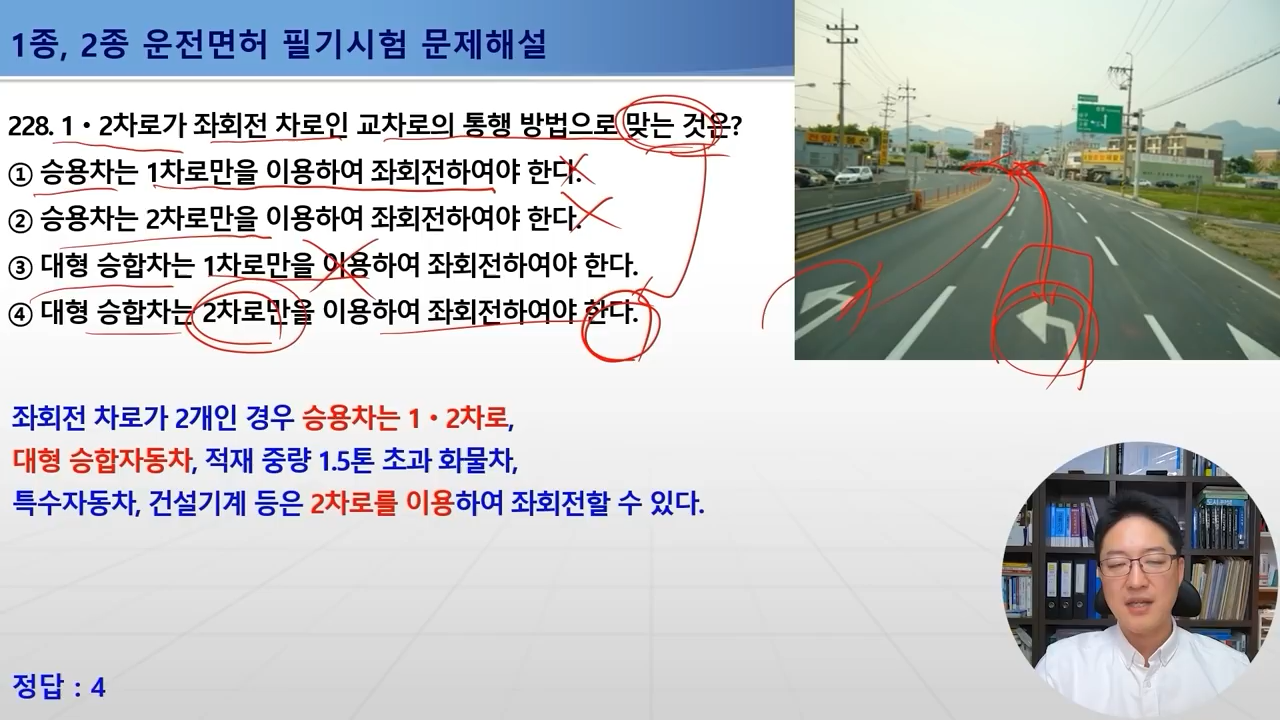 1종, 2종 운전면허 필기시험 문제해설
228. 1・2차로가 좌회전 차로인 교차로의 통행 방법으로 맞는 것은?
① 승용차는 1차로만을 이용하여 좌회전하여야 한다.
② 승용차는 2차로만을 이용하여 좌회전하여야 한다.
③ 대형 승합차는 1차로만을 이용하여 좌회전하여야 한다.
④ 대형 승합차는 2차로만을 이용하여 좌회전하여야 한다.
좌회전 차로가 2개인 경우 승용차는 1・2차로,
대형 승합자동차, 적재 중량 1.5톤 초과 화물차,
특수자동차, 건설기계 등은 2차로를 이용하여 좌회전할 수 있다.
정답 : 4